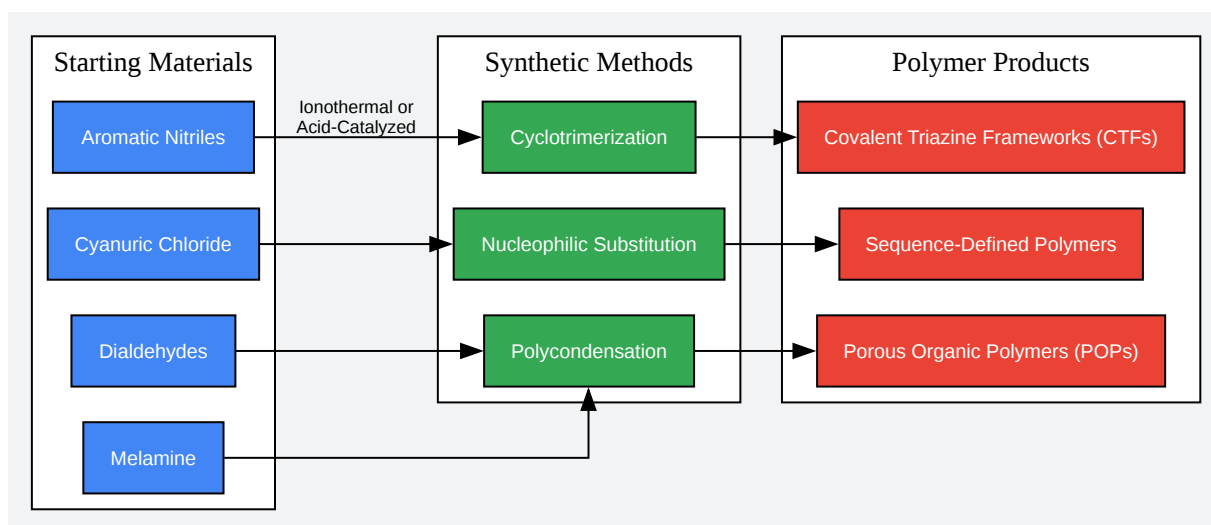 Starting Materials
Synthetic Methods
Polymer Products
Aromatic Nitriles
Ionothermal or
Acid-Catalyzed
Cyclotrimerization
Covalent Triazine Frameworks (CTFs)
Cyanuric Chloride
Nucleophilic Substitution
Sequence-Defined Polymers
Dialdehydes
Polycondensation
Porous Organic Polymers (POPs)
Melamine